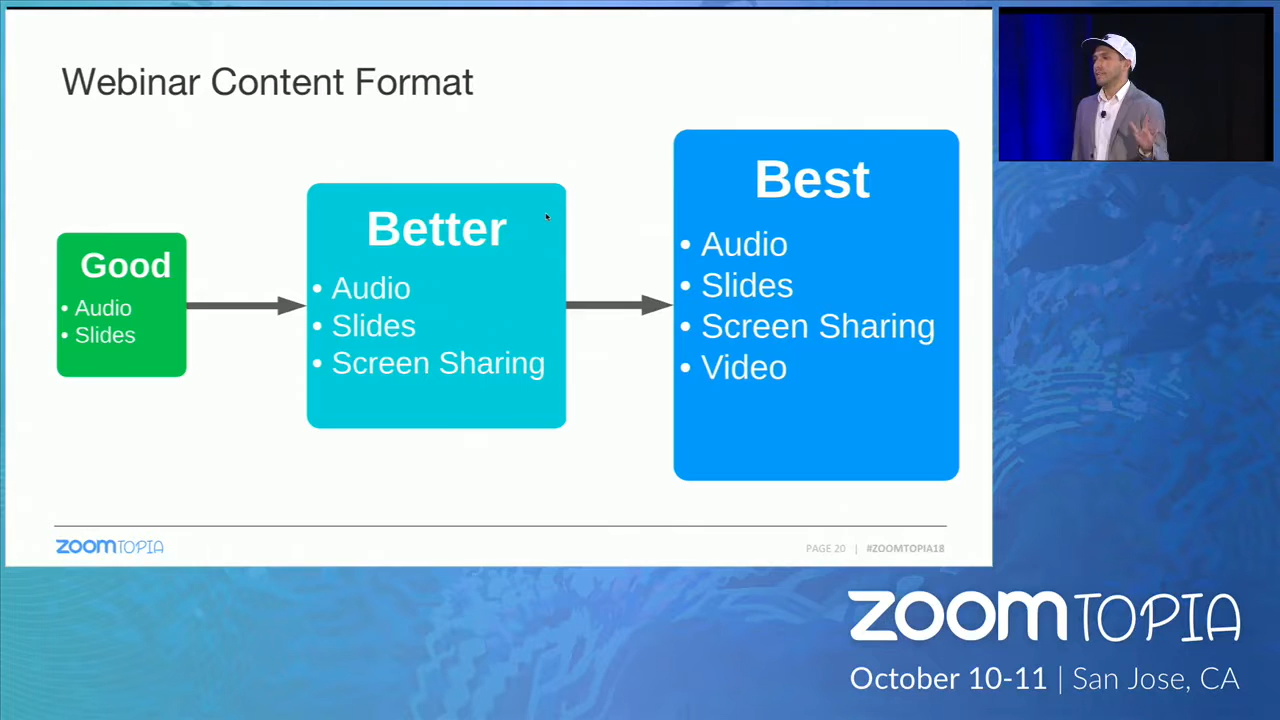 Webinar Content Format
Good
• Audio
• Slides
Better
• Audio
• Slides
• Screen Sharing
Best
• Audio
• Slides
• Screen Sharing
• Video
ZOOMTOPIA
PAGE 20 | #ZOOMTOPIA18
ZOOMTOPIA
October 10-11 | San Jose, CA